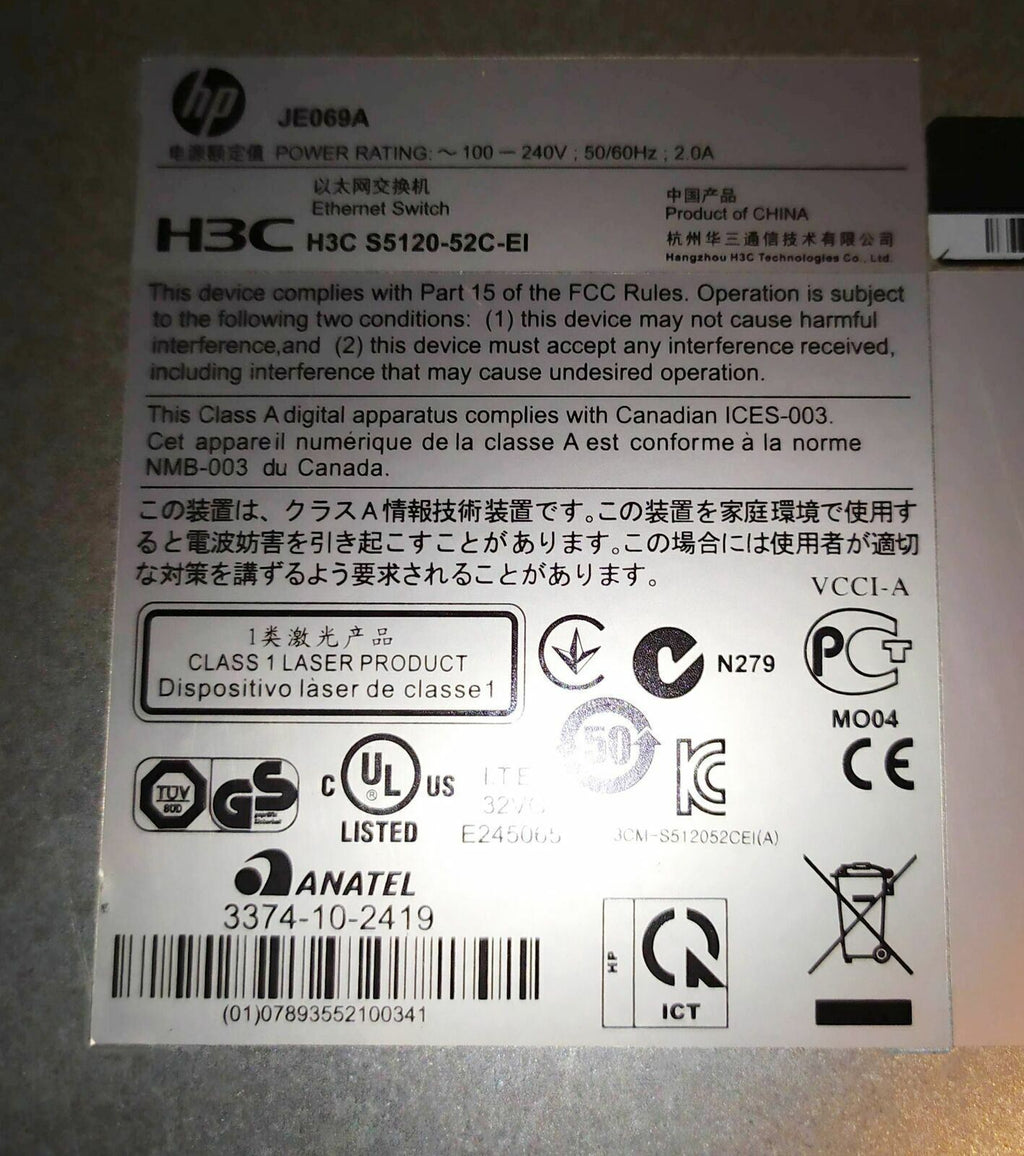 hp
JE069A
电源额定值 POWER RATING: ～ 100 － 240V ; 50/60Hz ; 2.0A
以太网交换机
Ethernet Switch
H3C H3C S5120-52C-EI
中国产品
Product of CHINA
杭州华三通信技术有限公司
Hangzhou H3C Technologies Co., Ltd.
This device complies with Part 15 of the FCC Rules. Operation is subject
to the following two conditions: (1) this device may not cause harmful
interference,and (2) this device must accept any interference received,
including interference that may cause undesired operation.
This Class A digital apparatus complies with Canadian ICES-003.
Cet appareil numérique de la classe A est conforme à la norme
NMB-003 du Canada.
この装置は、クラスA情報技術装置です。この装置を家庭環境で使用す
ると電波妨害を引き起こすことがあります。この場合には使用者が適切
な対策を講ずるよう要求されることがあります。
VCCI-A
1类激光产品
CLASS 1 LASER PRODUCT
Dispositivo làser de classe1
N279
PCT
MO04
50
CE
TÜV
GS
C UL ® US
LISTED
I.T.E
E245065
KC
3CM-S512052CEI(A)
ANATEL
3374-10-2419
(01)07893552100341
HP
ICT